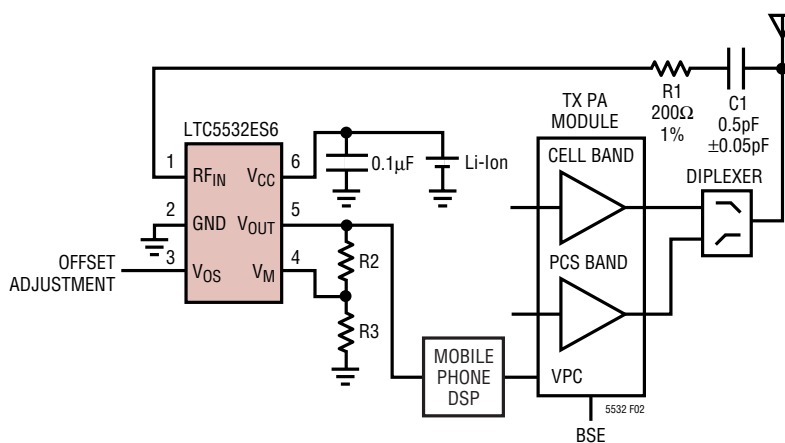 R1
200Ω
1%
C1
0.5pF
±0.05pF
TX PA
MODULE
LTC5532ES6
CELL BAND
DIPLEXER
1
RFIN
VCC
6
0.1µF
Li-Ion
2
GND
VOUT
5
OFFSET
ADJUSTMENT
3
VOS
VM
4
R2
R3
PCS BAND
MOBILE
PHONE
DSP
VPC
5532 F02
BSE